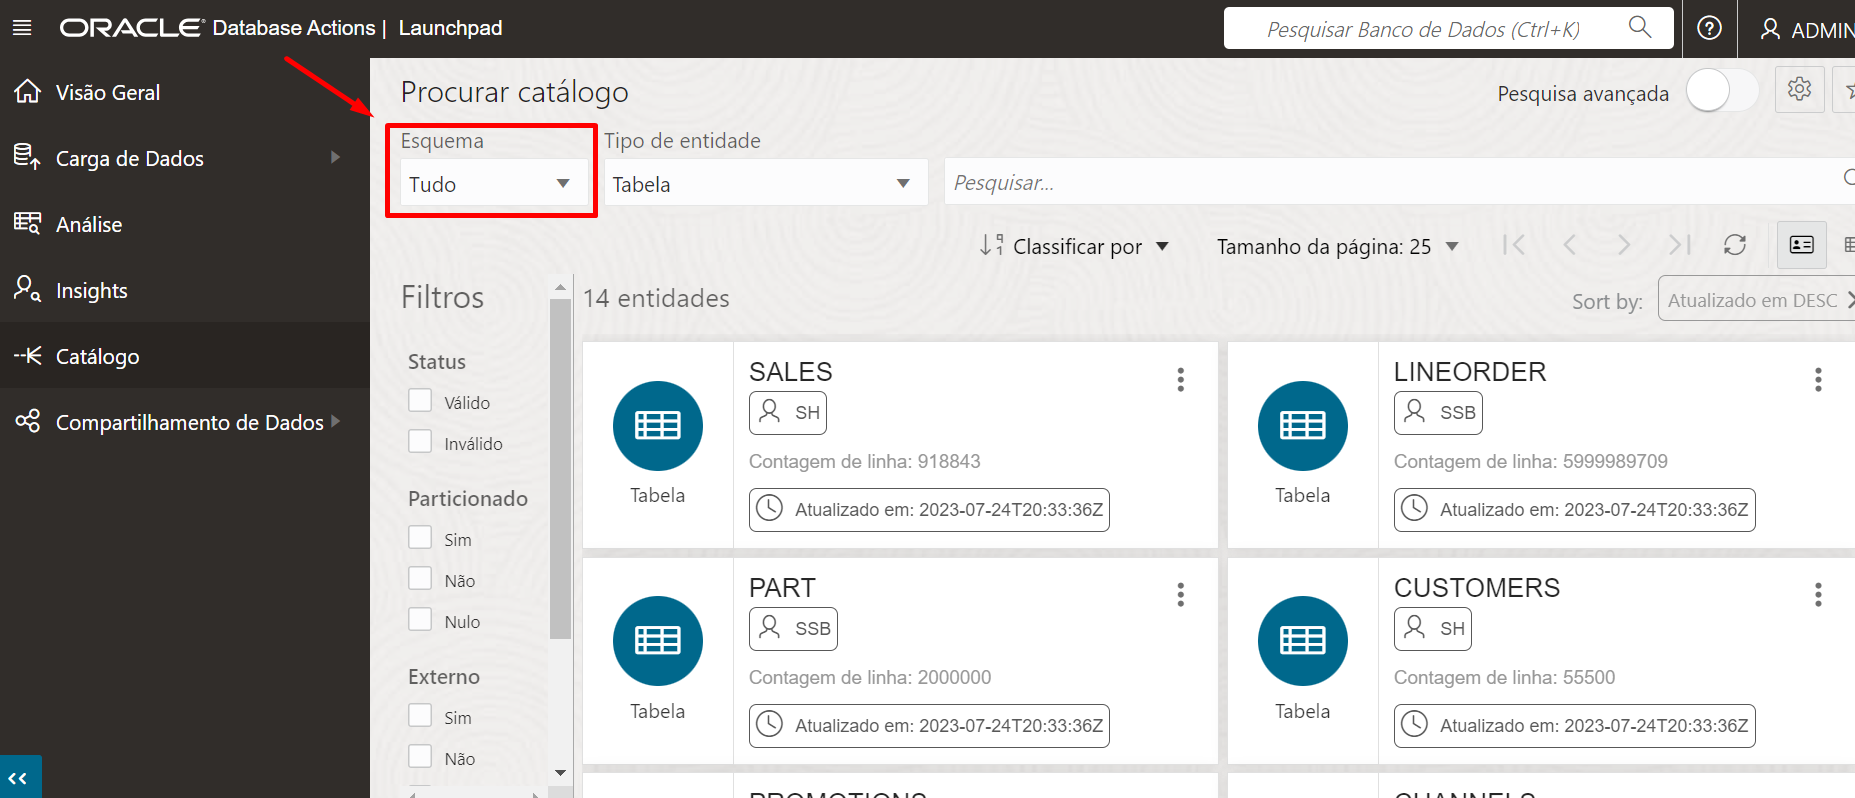 ORACLE Database Actions | Launchpad
Pesquisar Banco de Dados (Ctrl+K)
ADMIN
Visão Geral
Carga de Dados
Análise
Insights
Catálogo
Compartilhamento de Dados
Procurar catálogo
Pesquisa avançada
Esquema
Tipo de entidade
Tudo
Tabela
Pesquisar...
Classificar por
Tamanho da página: 25
Filtros
14 entidades
Sort by:
Atualizado em DESC
Status
Válido
Inválido
Particionado
Sim
Não
Nulo
Externo
Sim
Não
SALES
SH
Contagem de linha: 918843
Atualizado em: 2023-07-24T20:33:36Z
Tabela
LINEORDER
SSB
Contagem de linha: 5999989709
Atualizado em: 2023-07-24T20:33:36Z
Tabela
PART
SSB
Contagem de linha: 2000000
Atualizado em: 2023-07-24T20:33:36Z
Tabela
CUSTOMERS
SH
Contagem de linha: 55500
Atualizado em: 2023-07-24T20:33:36Z
Tabela
PROMOTIONS
CHANNELS